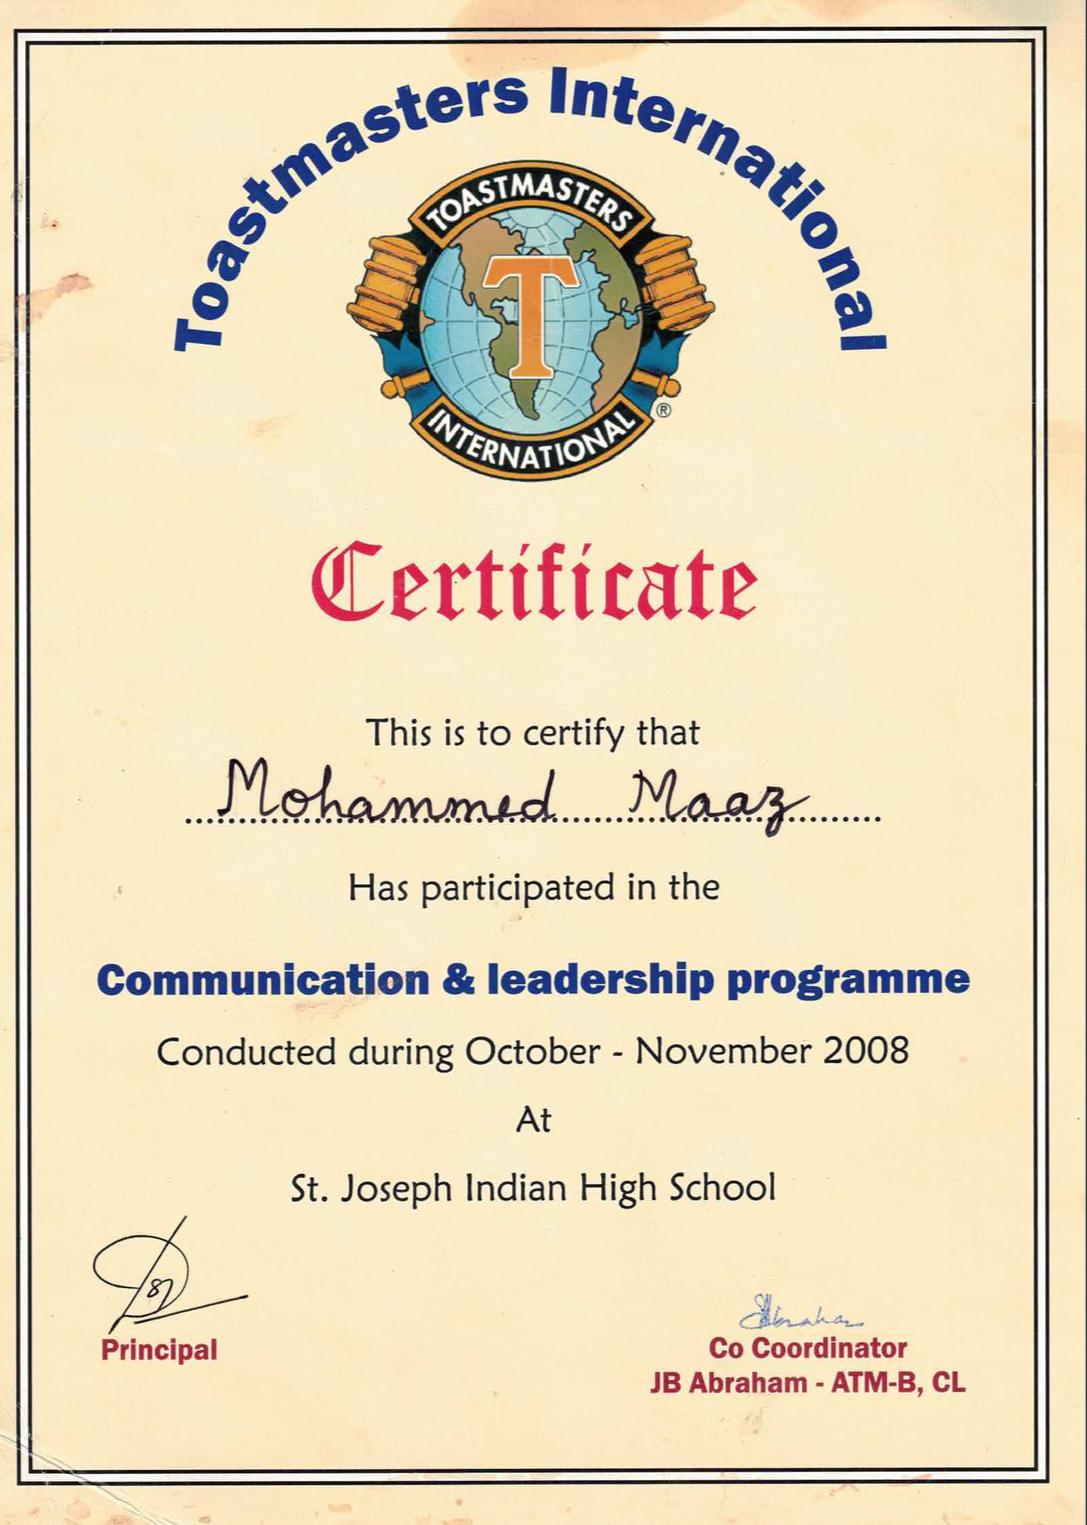 Toastmasters International
TOASTMASTERS
T
INTERNATIONAL
®
Certificate
This is to certify that
Mohammed Maaz
Has participated in the
Communication & leadership programme
Conducted during October - November 2008
At
St. Joseph Indian High School
Principal
Co Coordinator
JB Abraham - ATM-B, CL